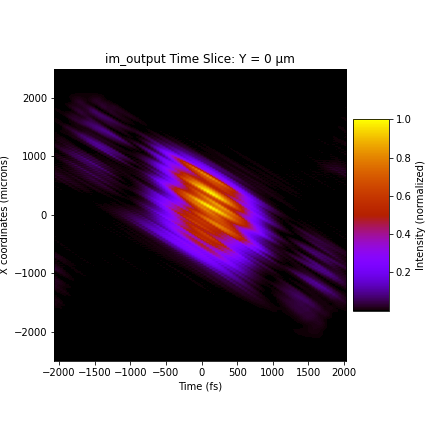 im_output Time Slice: Y = 0 μm
2000
1000
0
−1000
−2000
X coordinates (microns)
−2000 −1500 −1000 −500 0 500 1000 1500 2000
Time (fs)
1.0
0.8
0.6
0.4
0.2
Intensity (normalized)